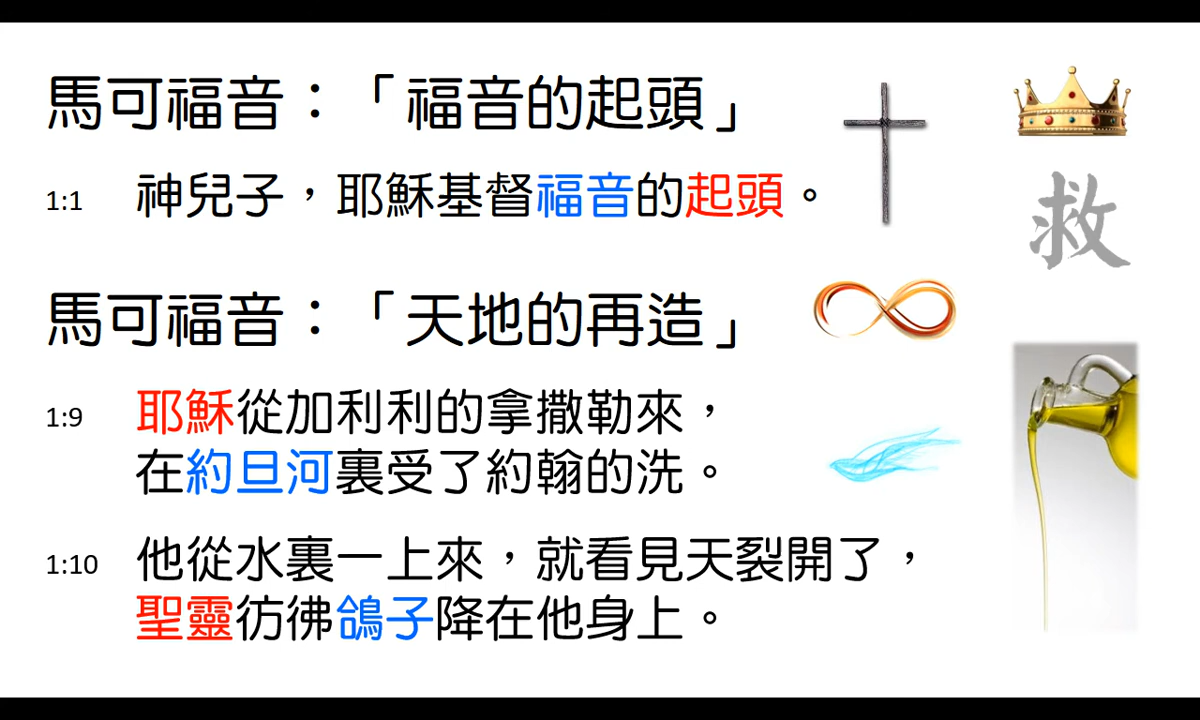 馬可福音：「福音的起頭」
1:1 神兒子，耶穌基督福音的起頭。
救
馬可福音：「天地的再造」
1:9 耶穌從加利利的拿撒勒來，
在約旦河裏受了約翰的洗。
1:10 他從水裏一上來，就看見天裂開了，
聖靈彷彿鴿子降在他身上。